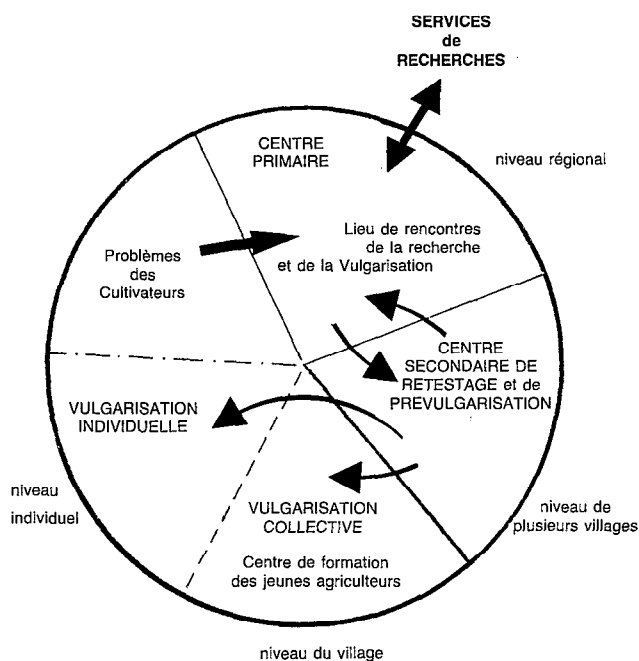 SERVICES
de
RECHERCHES
CENTRE
PRIMAIRE
niveau régional
Lieu de rencontres
de la recherche
et de la Vulgarisation
Problèmes
des
Cultivateurs
CENTRE
SECONDAIRE DE
RETESTAGE et de
PREVULGARISATION
VULGARISATION
INDIVIDUELLE
niveau
individuel
VULGARISATION
COLLECTIVE
Centre de formation
des jeunes agriculteurs
niveau de
plusieurs villages
niveau du village